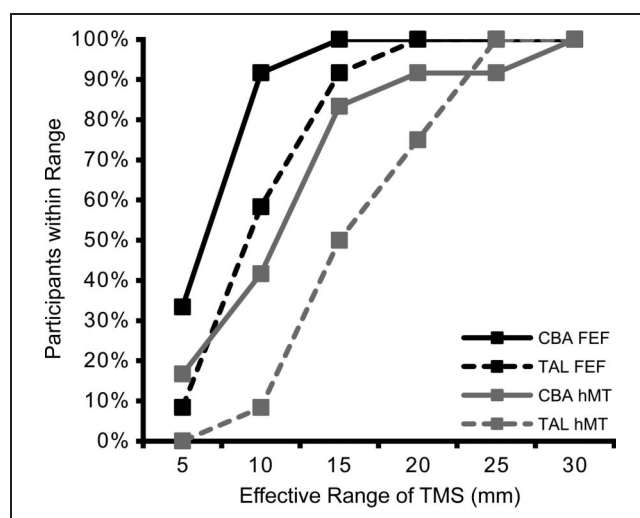 100%
90%
80%
70%
60%
50%
40%
30%
20%
10%
0%
Participants within Range
CBA FEF
TAL FEF
CBA hMT
TAL hMT
5 10 15 20 25 30
Effective Range of TMS (mm)